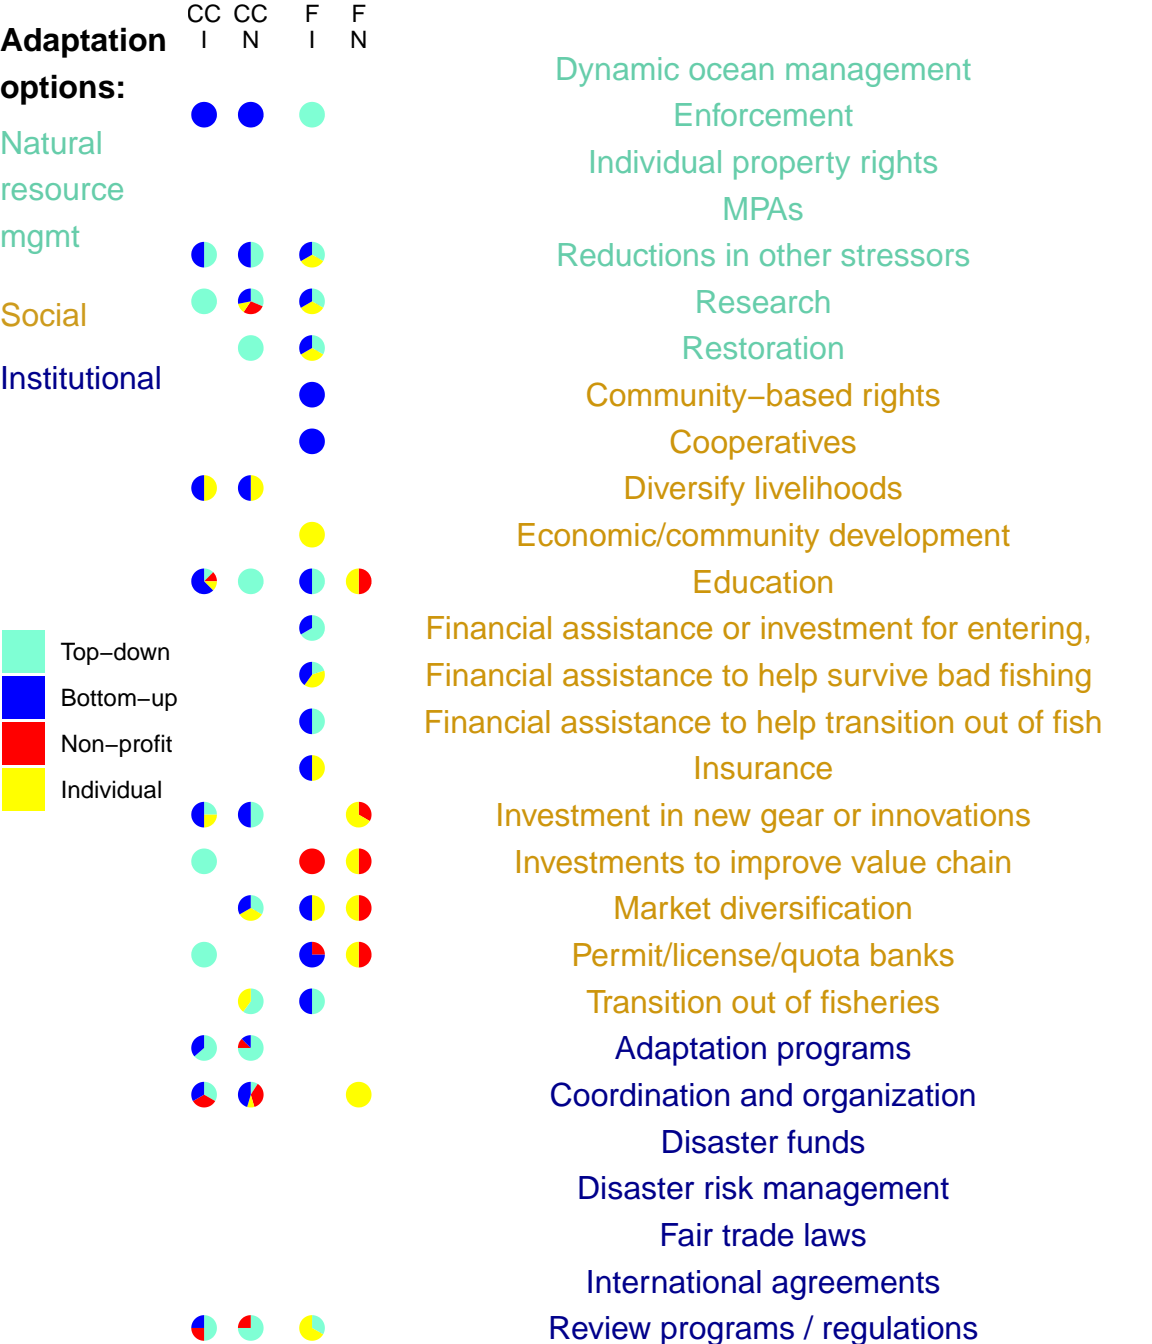 CC CC F F
I N I N
Adaptation
options:
Natural
resource
mgmt
Social
Institutional
Top−down
Bottom−up
Non−profit
Individual
Dynamic ocean management
Enforcement
Individual property rights
MPAs
Reductions in other stressors
Research
Restoration
Community−based rights
Cooperatives
Diversify livelihoods
Economic/community development
Education
Financial assistance or investment for entering,
Financial assistance to help survive bad fishing
Financial assistance to help transition out of fish
Insurance
Investment in new gear or innovations
Investments to improve value chain
Market diversification
Permit/license/quota banks
Transition out of fisheries
Adaptation programs
Coordination and organization
Disaster funds
Disaster risk management
Fair trade laws
International agreements
Review programs / regulations